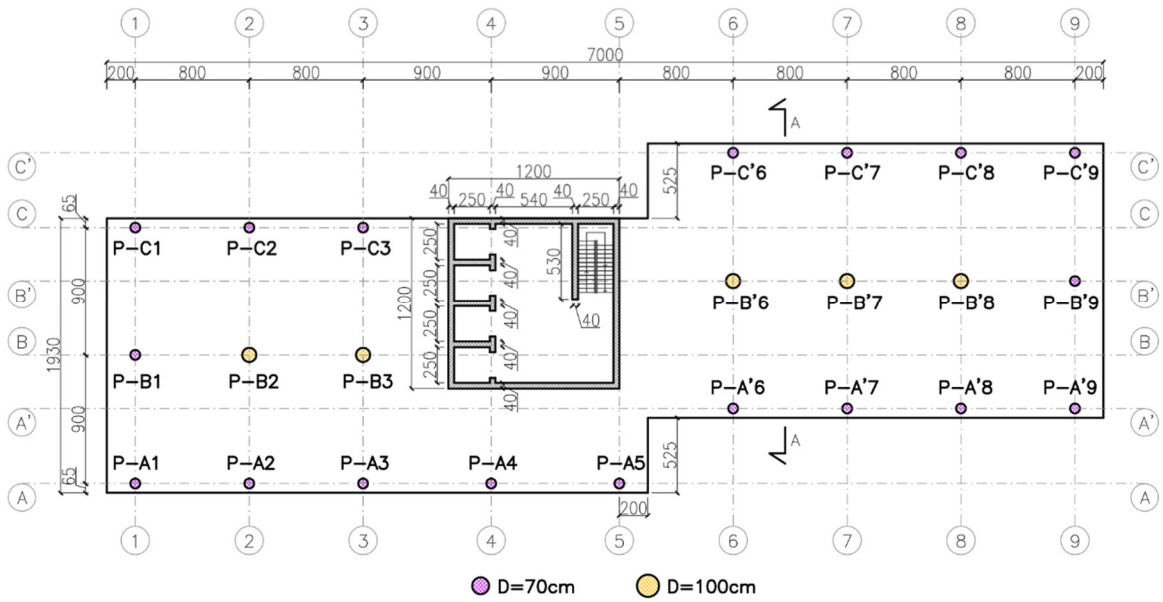 1 2 3 4 5 6 7 8 9
7000
200 800 800 900 900 800 800 800 800 200
A
C' P-C'6 P-C'7 P-C'8 P-C'9 C'
1200
525
40 250 40 540 40 250 40
65
C C
P-C1 P-C2 P-C3
250 40 530
40
250
B' B'
900
1200
P-B'6 P-B'7 P-B'8 P-B'9
40 40
250
1930
B B
P-B1 P-B2 P-B3
250 40
P-A'6 P-A'7 P-A'8 P-A'9
40
A' A'
900
A
525
P-A1 P-A2 P-A3 P-A4 P-A5
65
A A
200
1 2 3 4 5 6 7 8 9
D=70cm D=100cm